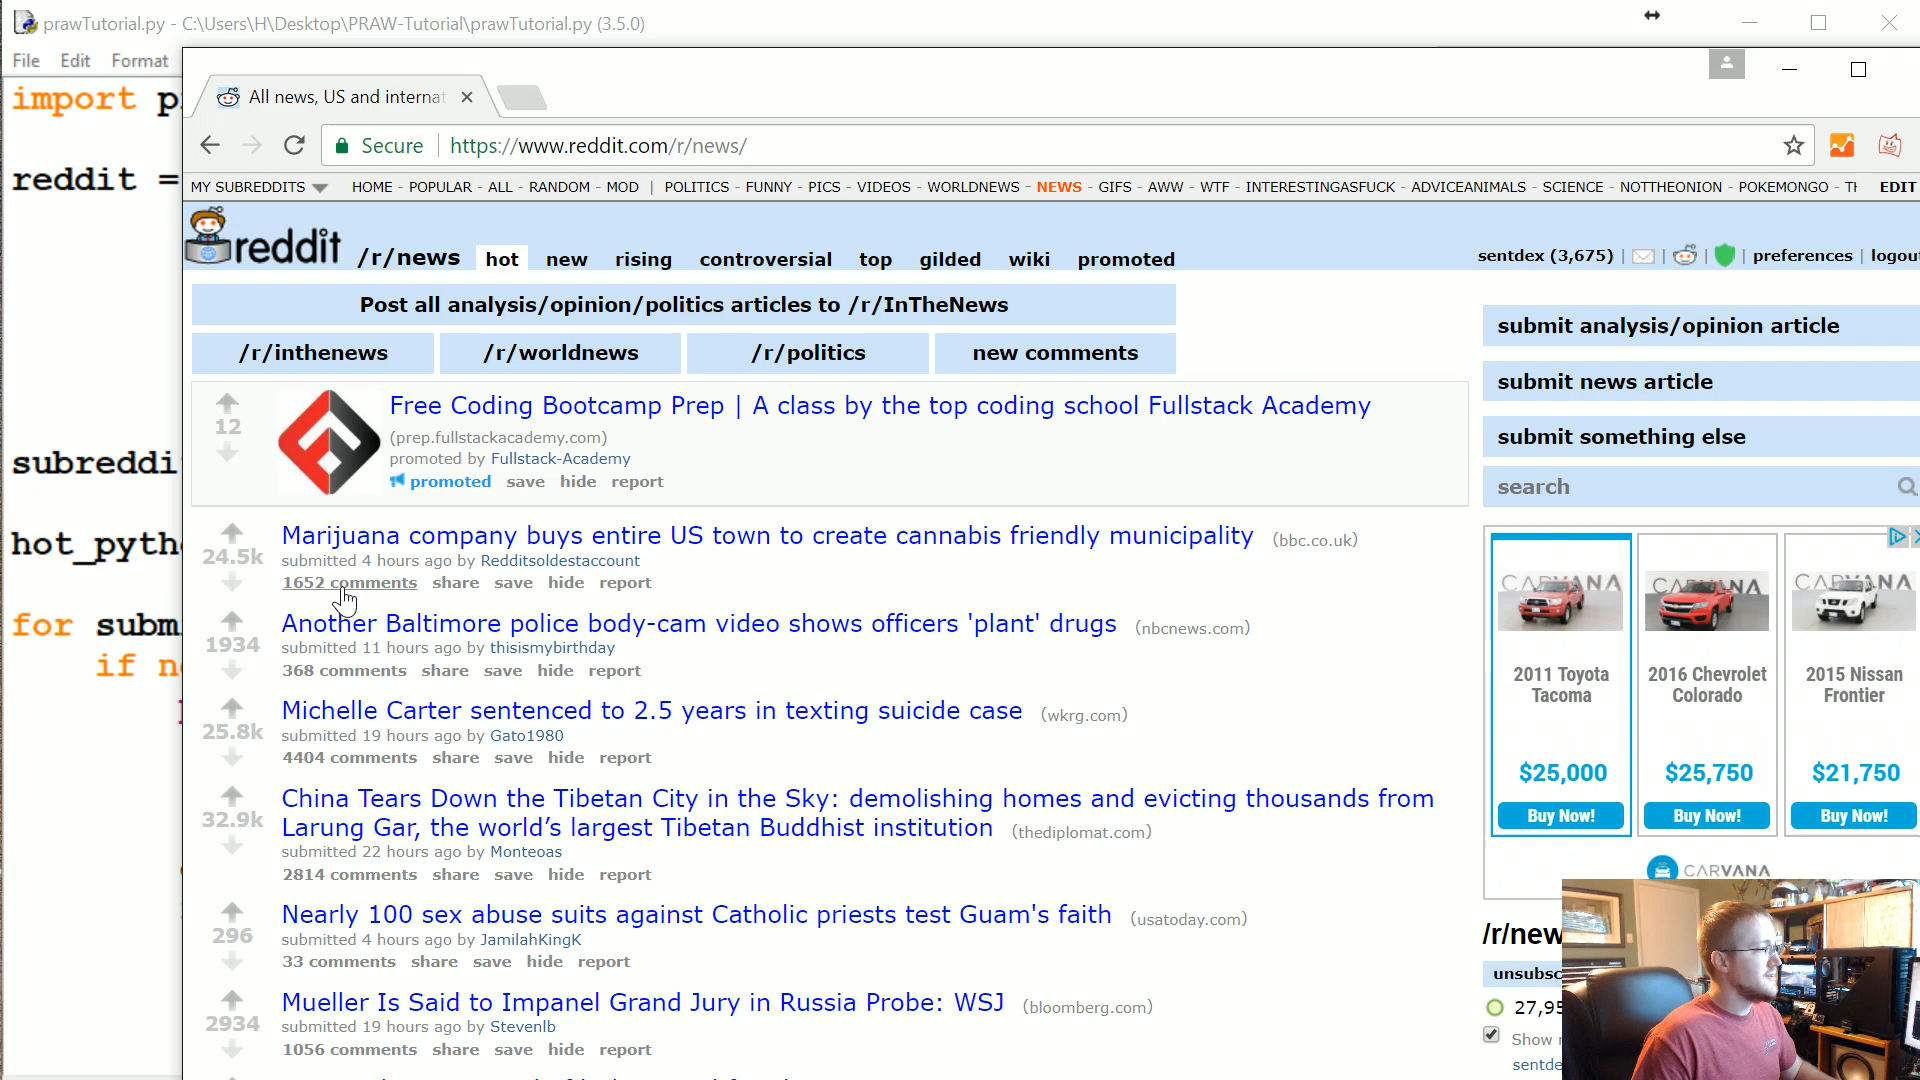 prawTutorial.py - C:\Users\H\Desktop\PRAW-Tutorial\prawTutorial.py (3.5.0)
File Edit Format
import p
reddit =
subreddi
hot_pyth
for subm
if n
All news, US and internat
Secure https://www.reddit.com/r/news/
MY SUBREDDITS HOME - POPULAR - ALL - RANDOM - MOD | POLITICS - FUNNY - PICS - VIDEOS - WORLDNEWS - NEWS - GIFS - AWW - WTF - INTERESTINGASFUCK - ADVICEANIMALS - SCIENCE - NOTTHEONION - POKEMONGO - TH EDIT
reddit /r/news hot new rising controversial top gilded wiki promoted
sentdex (3,675) | | | | preferences | logout
Post all analysis/opinion/politics articles to /r/InTheNews
/r/inthenews /r/worldnews /r/politics new comments
12
Free Coding Bootcamp Prep | A class by the top coding school Fullstack Academy
(prep.fullstackacademy.com)
promoted by Fullstack-Academy
promoted save hide report
24.5k
Marijuana company buys entire US town to create cannabis friendly municipality (bbc.co.uk)
submitted 4 hours ago by Redditsoldestaccount
1652 comments share save hide report
1934
Another Baltimore police body-cam video shows officers 'plant' drugs (nbcnews.com)
submitted 11 hours ago by thisismybirthday
368 comments share save hide report
25.8k
Michelle Carter sentenced to 2.5 years in texting suicide case (wkrg.com)
submitted 19 hours ago by Gato1980
4404 comments share save hide report
32.9k
China Tears Down the Tibetan City in the Sky: demolishing homes and evicting thousands from
Larung Gar, the world’s largest Tibetan Buddhist institution (thediplomat.com)
submitted 22 hours ago by Monteoas
2814 comments share save hide report
296
Nearly 100 sex abuse suits against Catholic priests test Guam's faith (usatoday.com)
submitted 4 hours ago by JamilahKingK
33 comments share save hide report
2934
Mueller Is Said to Impanel Grand Jury in Russia Probe: WSJ (bloomberg.com)
submitted 19 hours ago by Stevenlb
1056 comments share save hide report
submit analysis/opinion article
submit news article
submit something else
search
CARVANA CARVANA CARVANA
2011 Toyota Tacoma
$25,000
Buy Now!
2016 Chevrolet Colorado
$25,750
Buy Now!
2015 Nissan Frontier
$21,750
Buy Now!
CARVANA
/r/new
unsubsc
27,95
Show
sentde